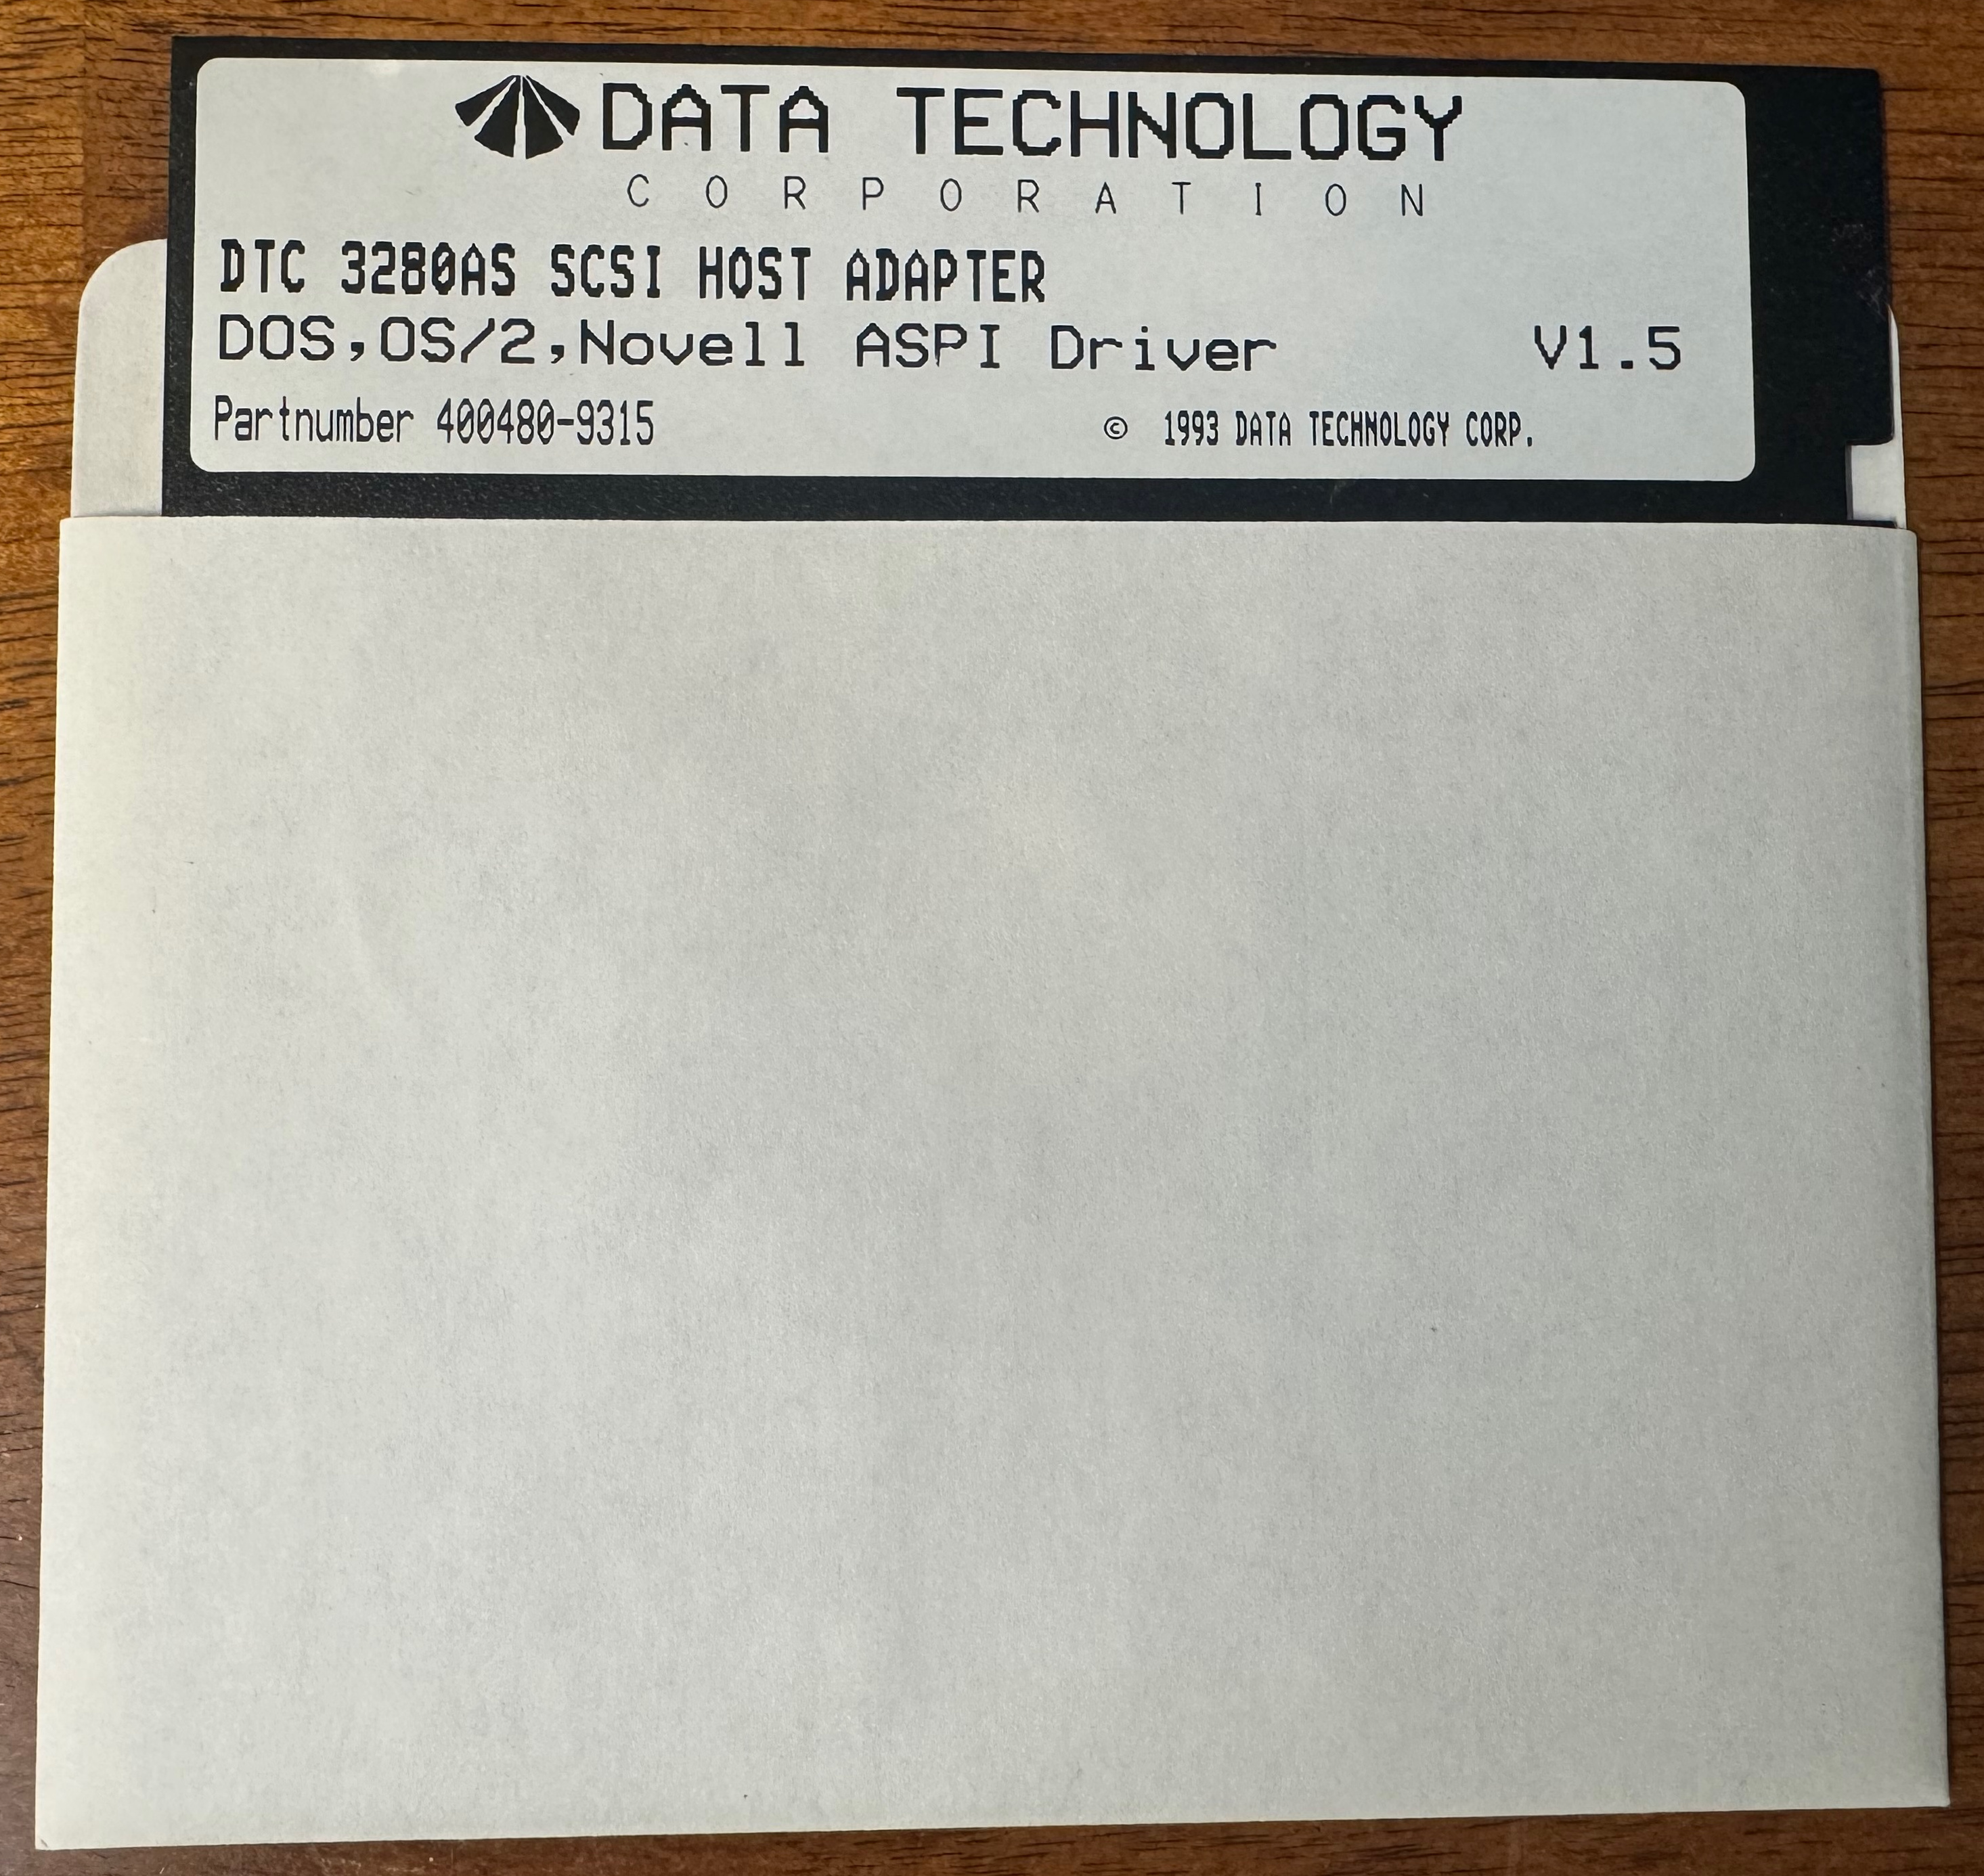 DATA TECHNOLOGY
CORPORATION
DTC 3280AS SCSI HOST ADAPTER
DOS,OS/2,Novell ASPI Driver V1.5
Partnumber 400480-9315 © 1993 DATA TECHNOLOGY CORP.